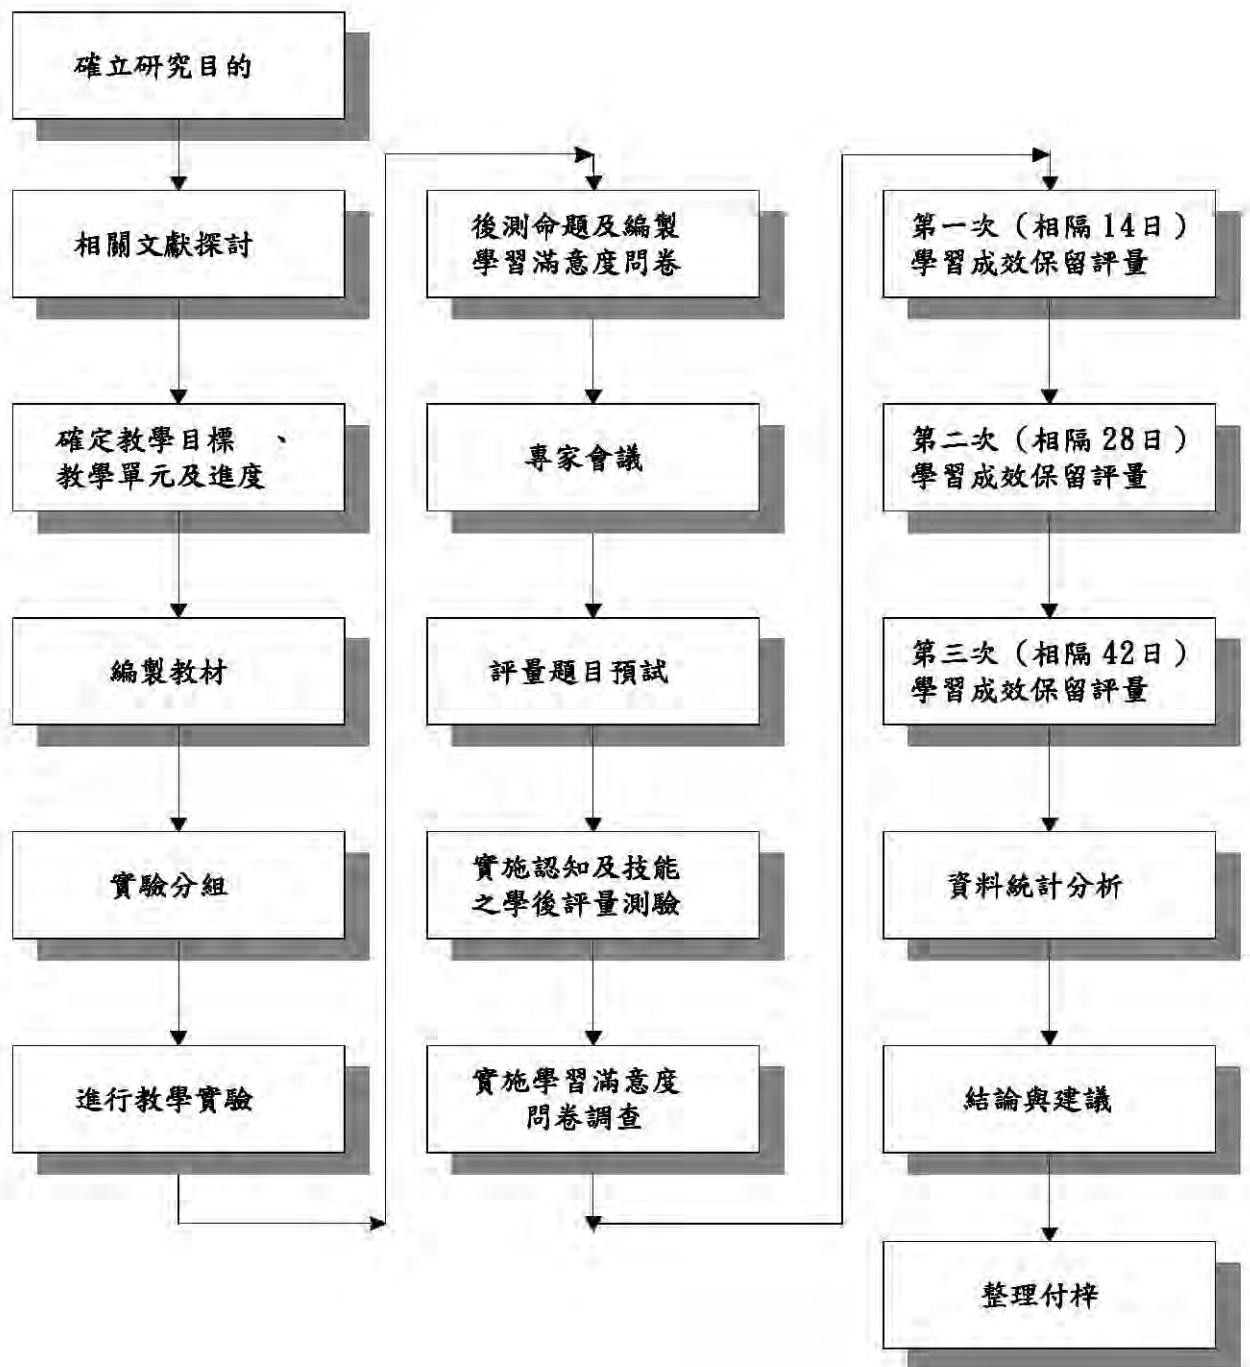 確立研究目的
相關文獻探討
確定教學目標　、
教學單元及進度
編製教材
實驗分組
進行教學實驗
後測命題及編製
學習滿意度問卷
專家會議
評量題目預試
實施認知及技能
之學後評量測驗
實施學習滿意度
問卷調查
第一次（相隔 14日）
學習成效保留評量
第二次（相隔 28日）
學習成效保留評量
第三次（相隔 42日）
學習成效保留評量
資料統計分析
結論與建議
整理付梓